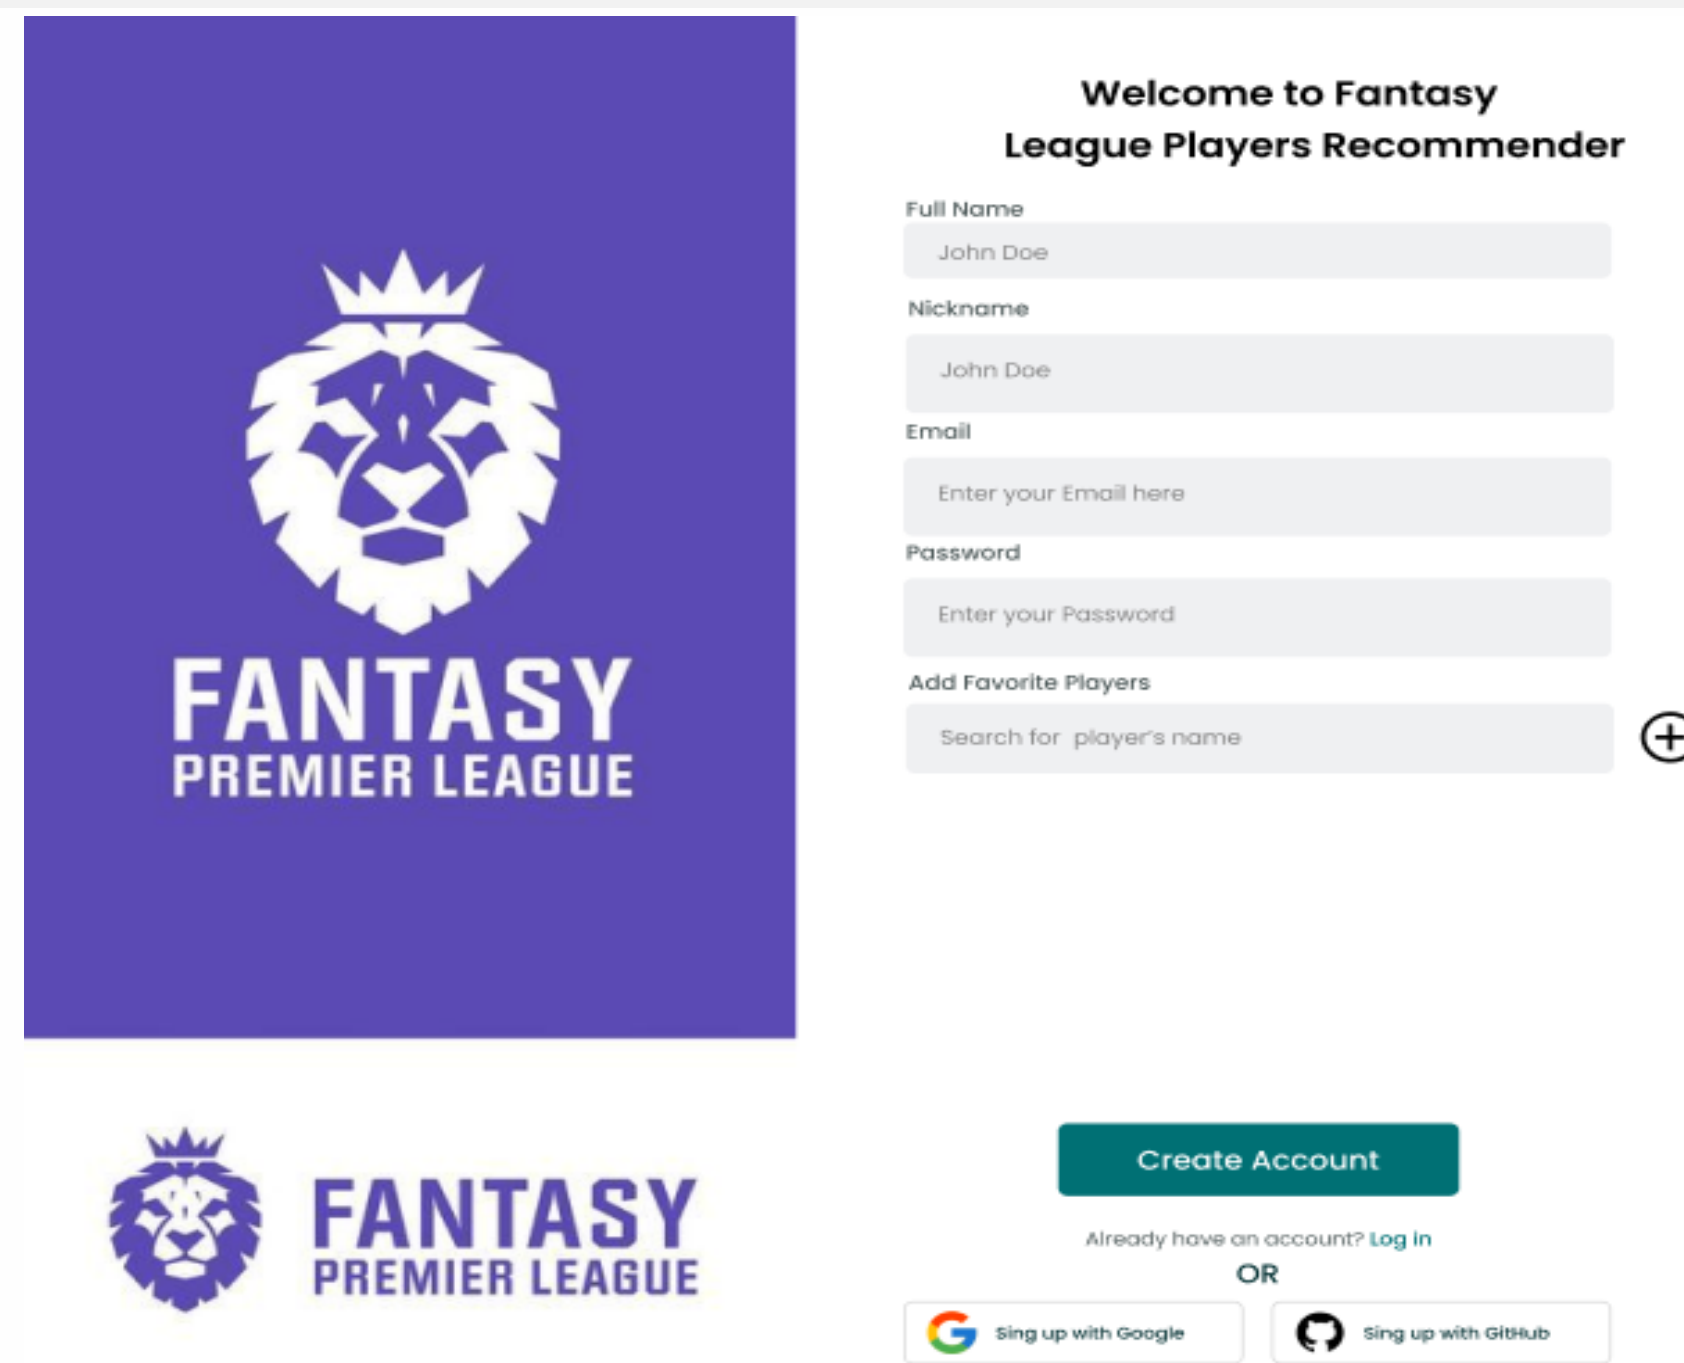 FANTASY
PREMIER LEAGUE
FANTASY
PREMIER LEAGUE
Welcome to Fantasy
League Players Recommender
Full Name
John Doe
Nickname
John Doe
Email
Enter your Email here
Password
Enter your Password
Add Favorite Players
Search for player's name
Create Account
Already have an account? Log in
OR
Sing up with Google
Sing up with GitHub